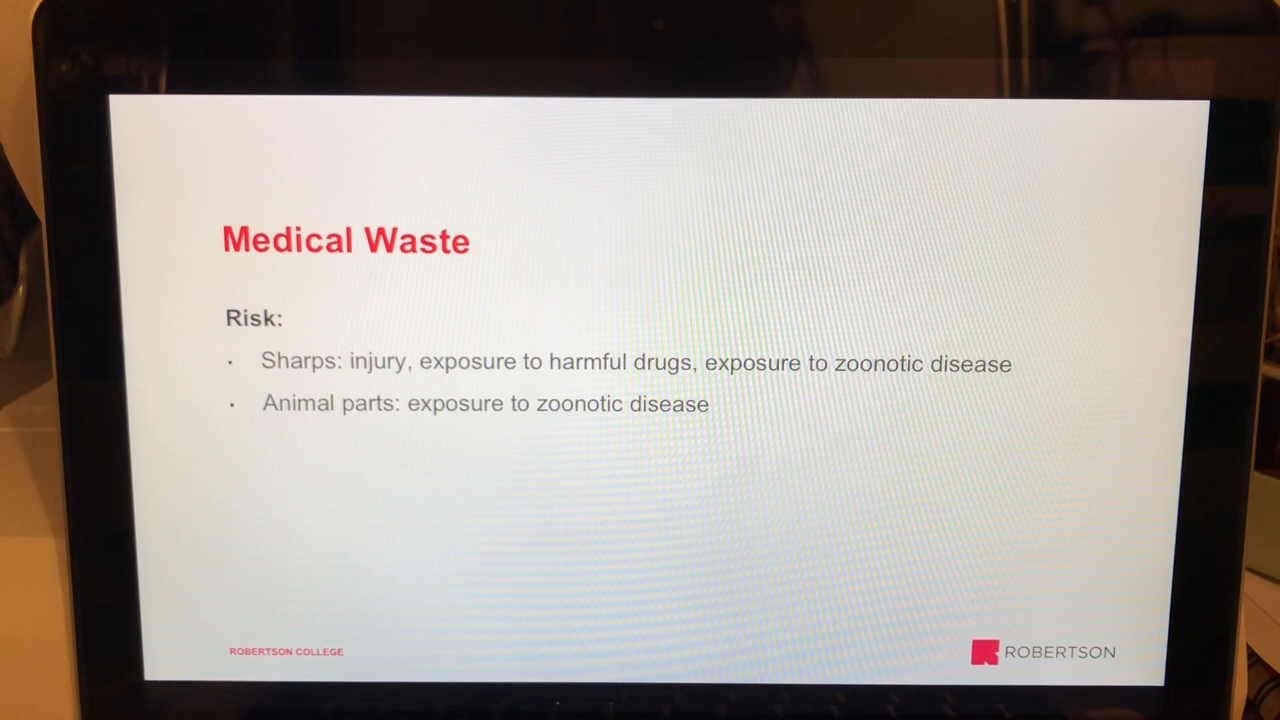 Medical Waste
Risk:
· Sharps: injury, exposure to harmful drugs, exposure to zoonotic disease
· Animal parts: exposure to zoonotic disease
ROBERTSON COLLEGE
ROBERTSON